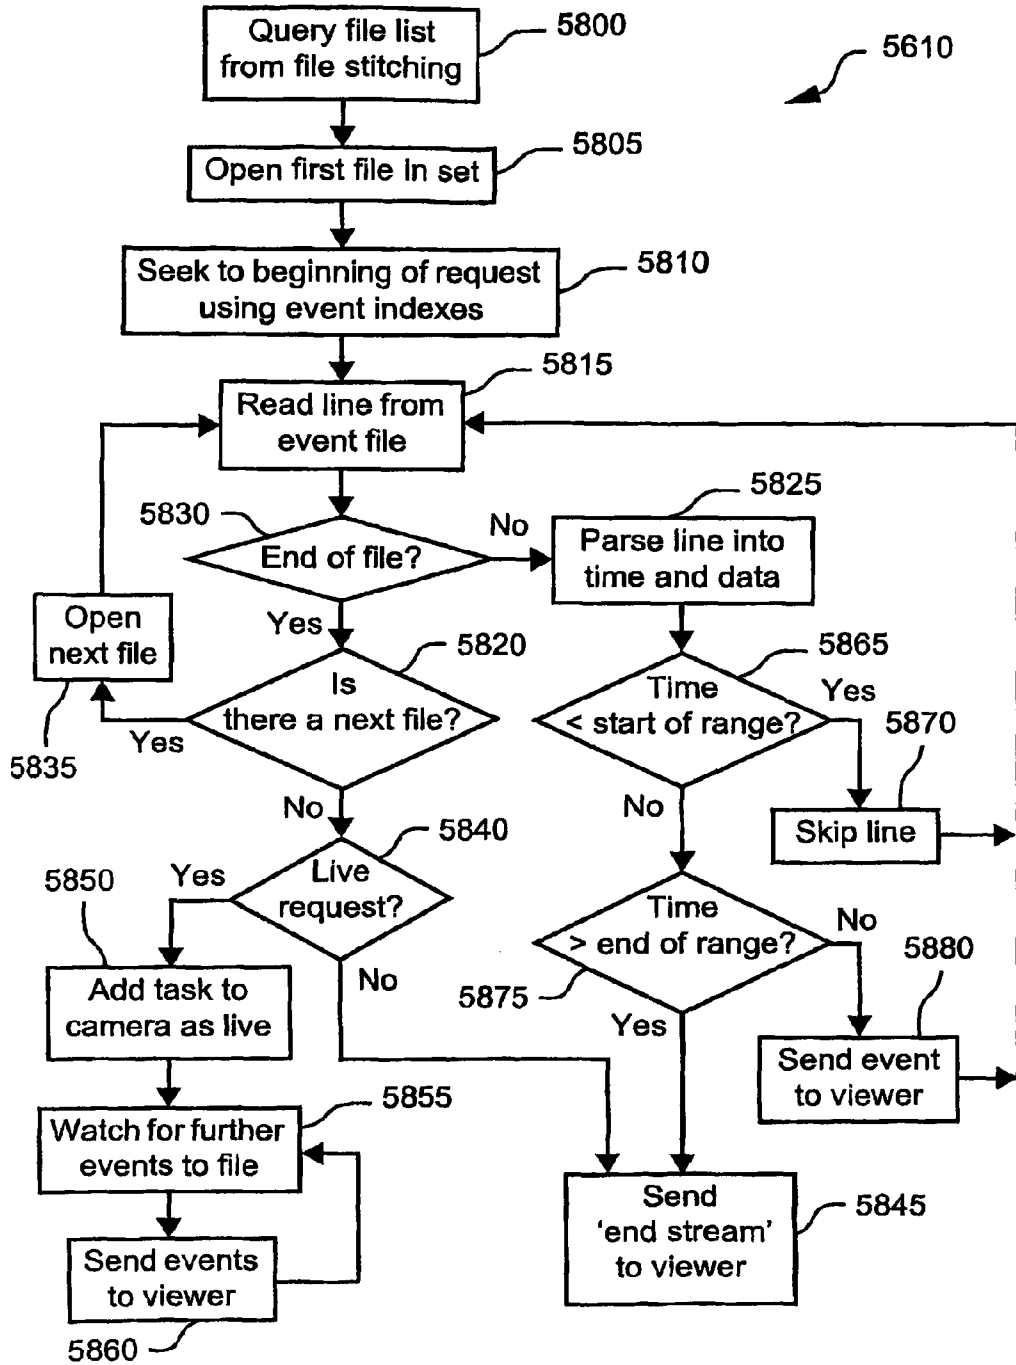 5800
Query file list
from file stitching
5610
5805
Open first file in set
5810
Seek to beginning of request
using event indexes
5815
Read line from
event file
5825
5830
No
End of file?
Parse line into
time and data
Open
next file
Yes
5820
5865
Is
there a next file?
Time
< start of range?
Yes
5870
Yes
5835
No
No
Skip line
5840
Live
request?
Yes
5850
Time
> end of range?
No
5880
No
5875
Add task to
camera as live
Yes
Send event
to viewer
5855
Watch for further
events to file
Send
'end stream'
to viewer
5845
Send events
to viewer
5860